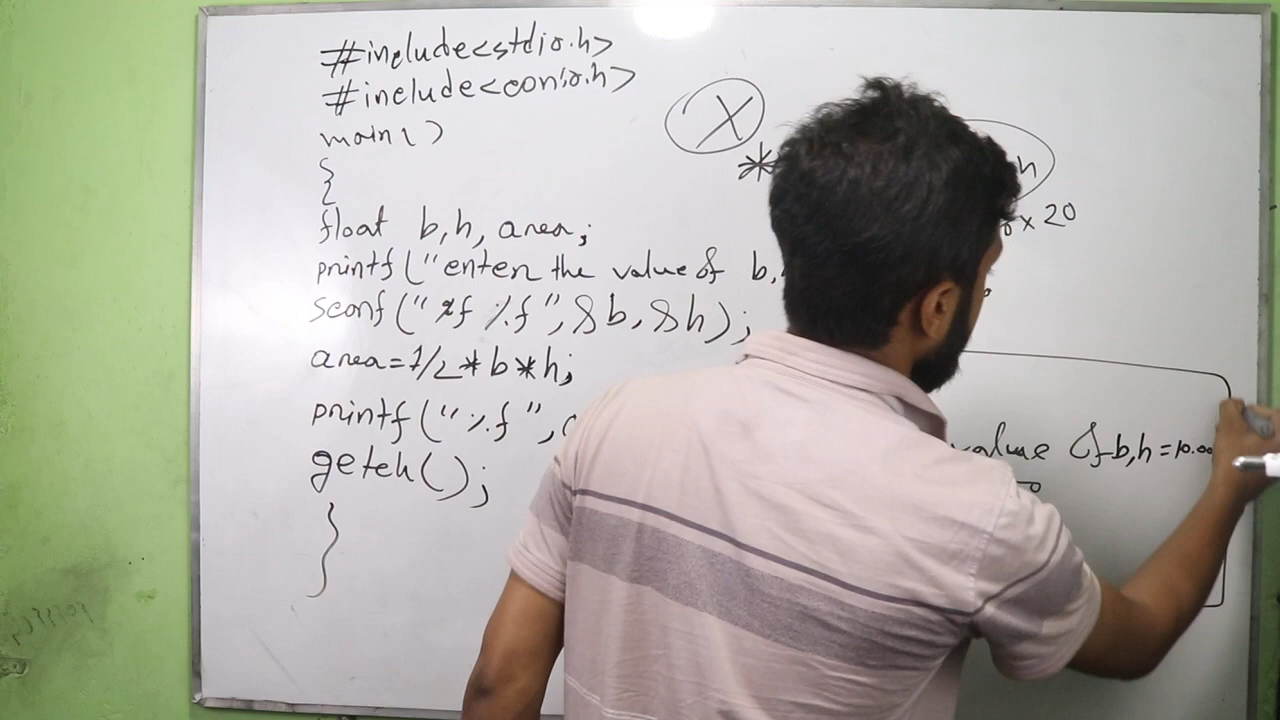 #include<stdio.h>
#include<conio.h>
main()
{
float b,h, area;
printf("enter the value of b,
scanf("%f %f",&b,&h);
area=1/2*b*h;
printf("%f",
getch();
}
X
*
h
x 20
value of b,h=10.00